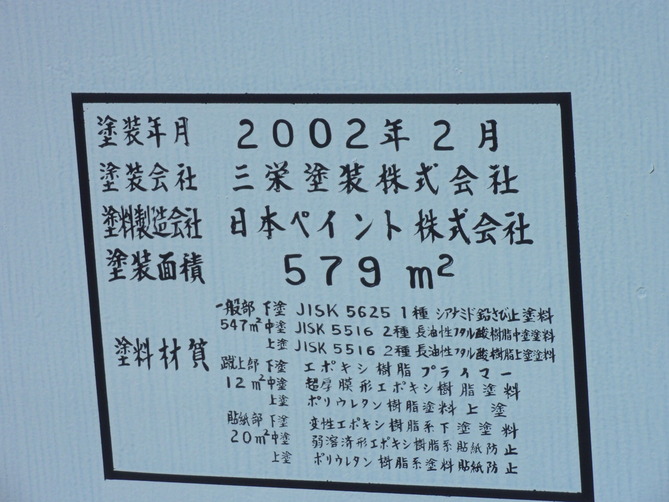 塗装年月 2002年2月
塗装会社 三栄塗装株式会社
塗料製造会社 日本ペイント株式会社
塗装面積 579 m²
塗料材質
一般部 下塗 JISK 5625 1種 シアナミド鉛さび止塗料
547m² 中塗 JISK 5516 2種 長油性フタル酸樹脂中塗塗料
上塗 JISK 5516 2種 長油性フタル酸樹脂上塗塗料
蹴上部 下塗 エポキシ樹脂プライマー
12m² 中塗 超厚膜形エポキシ樹脂塗料
上塗 ポリウレタン樹脂塗料上塗
貼紙部 下塗 変性エポキシ樹脂系下塗塗料
20m² 中塗 弱溶済形エポキシ樹脂系貼紙防止
上塗 ポリウレタン樹脂系塗料貼紙防止